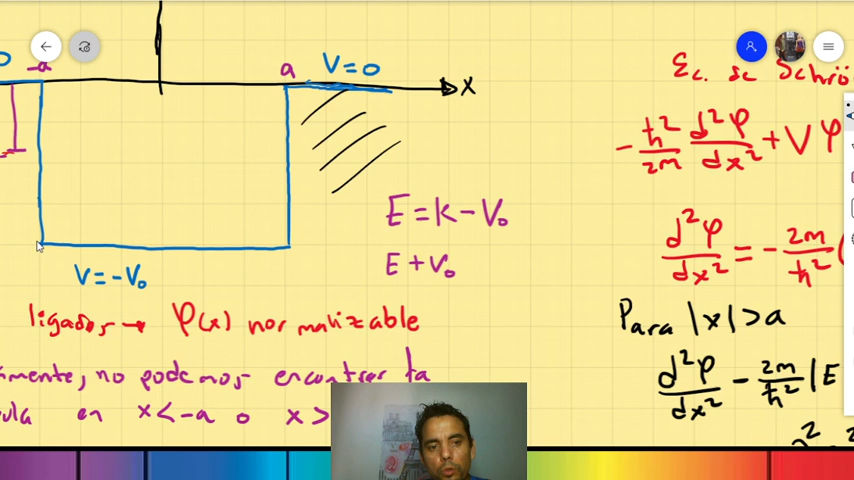 -a
a
V=0
x
Ec. de Schrö
-ħ²/2m d²φ/dx² + Vφ
E = K - V₀
E + V₀
d²φ/dx² = - 2m/ħ² (
V = -V₀
ligados → φ(x) normalizable
Para |x| > a
amente, no podemos encontrar la
d²φ/dx² - 2m/ħ² |E
ula en x<-a o x>